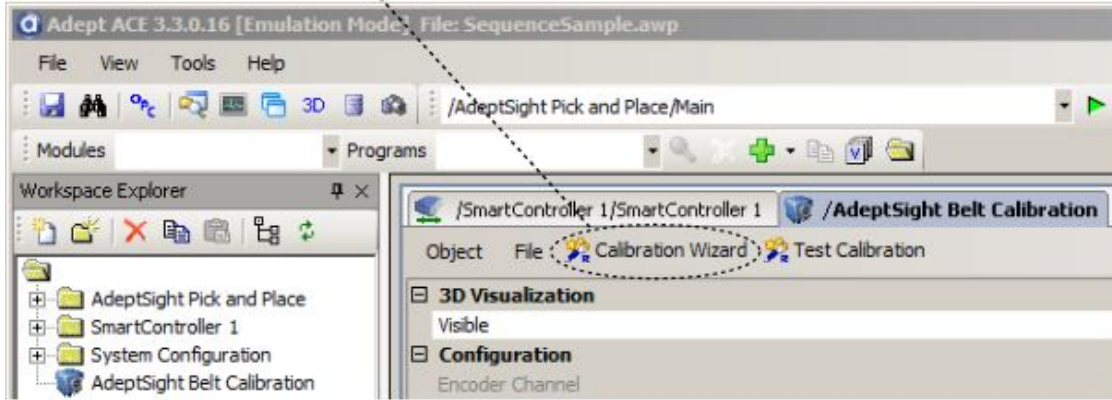 Adept ACE 3.3.0.16 [Emulation Mode] File: SequenceSample.awp
File View Tools Help
OPC 3D /AdeptSight Pick and Place/Main
Modules Programs
Workspace Explorer
/SmartController 1/SmartController 1 /AdeptSight Belt Calibration
Object File Calibration Wizard Test Calibration
3D Visualization
AdeptSight Pick and Place
Visible
SmartController 1
System Configuration
Configuration
AdeptSight Belt Calibration
Encoder Channel